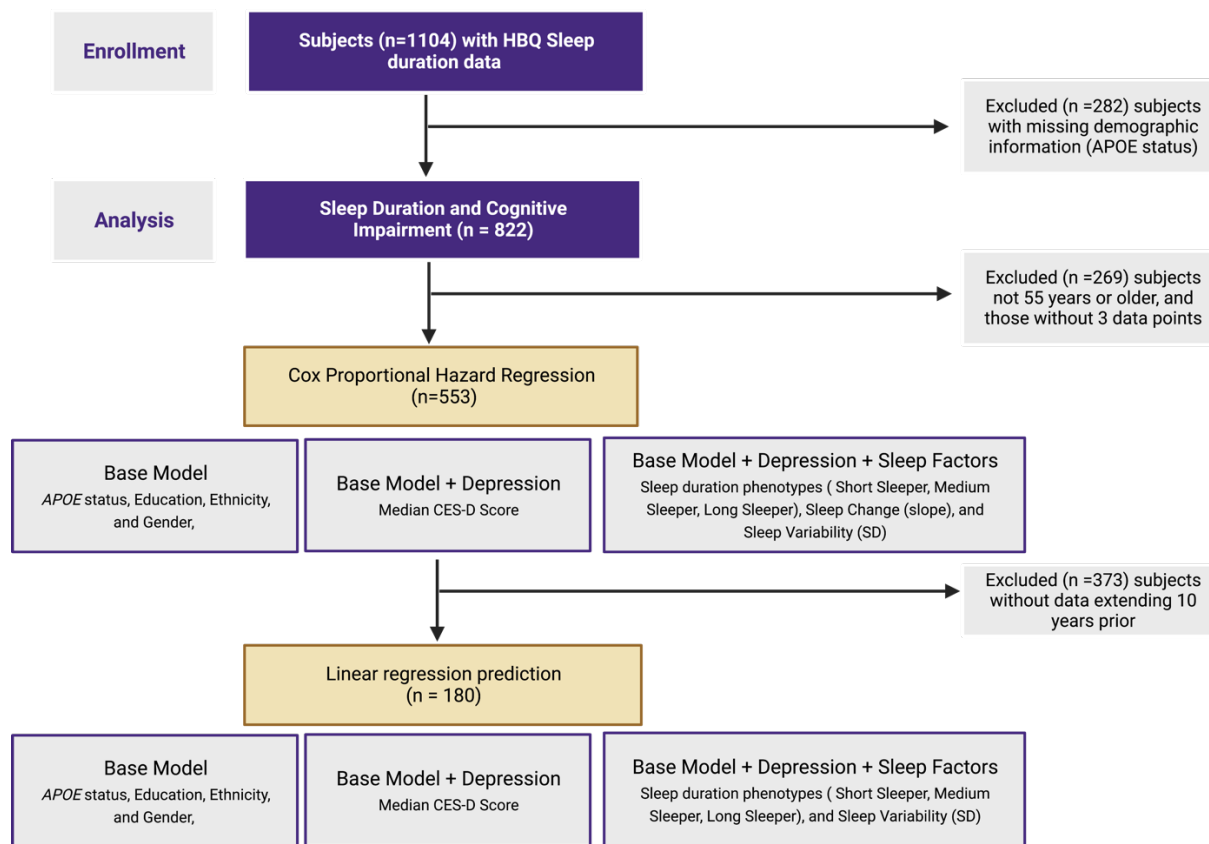 Enrollment
Subjects (n=1104) with HBQ Sleep
duration data
Excluded (n =282) subjects
with missing demographic
information (APOE status)
Analysis
Sleep Duration and Cognitive
Impairment (n = 822)
Excluded (n =269) subjects
not 55 years or older, and
those without 3 data points
Cox Proportional Hazard Regression
(n=553)
Base Model
APOE status, Education, Ethnicity,
and Gender,
Base Model + Depression
Median CES-D Score
Base Model + Depression + Sleep Factors
Sleep duration phenotypes ( Short Sleeper, Medium
Sleeper, Long Sleeper), Sleep Change (slope), and
Sleep Variability (SD)
Excluded (n =373) subjects
without data extending 10
years prior
Linear regression prediction
(n = 180)
Base Model
APOE status, Education, Ethnicity,
and Gender,
Base Model + Depression
Median CES-D Score
Base Model + Depression + Sleep Factors
Sleep duration phenotypes ( Short Sleeper, Medium
Sleeper, Long Sleeper), and Sleep Variability (SD)